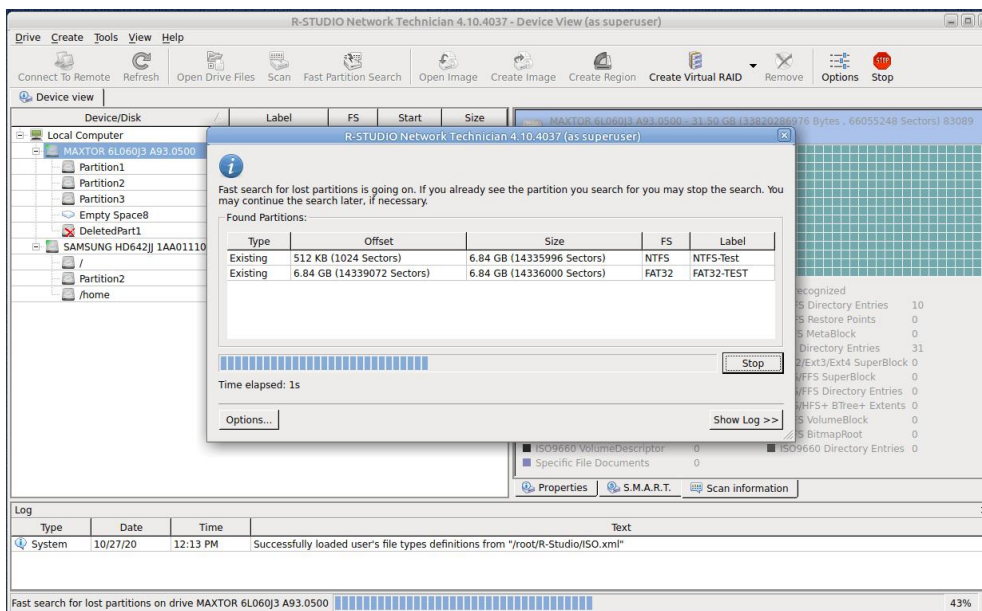 R-STUDIO Network Technician 4.10.4037 - Device View (as superuser)
Drive Create Tools View Help
Connect To Remote Refresh Open Drive Files Scan Fast Partition Search Open Image Create Image Create Region Create Virtual RAID Remove Options Stop
Device view
Device/Disk Label FS Start Size
Local Computer
MAXTOR 6L060J3 A93.0500
Partition1
Partition2
Partition3
Empty Space8
DeletedPart1
SAMSUNG HD642JJ 1AA01110
/
Partition2
/home
MAXTOR 6L060J3 A93.0500 - 31.50 GB (33820286976 Bytes , 66055248 Sectors) 83089
R-STUDIO Network Technician 4.10.4037 (as superuser)
Fast search for lost partitions is going on. If you already see the partition you search for you may stop the search. You
may continue the search later, if necessary.
Found Partitions:
Type Offset Size FS Label
Existing 512 KB (1024 Sectors) 6.84 GB (14335996 Sectors) NTFS NTFS-Test
Existing 6.84 GB (14339072 Sectors) 6.84 GB (14336000 Sectors) FAT32 FAT32-TEST
Stop
Time elapsed: 1s
Options... Show Log >>
ecognized
S Directory Entries 10
S Restore Points 0
S MetaBlock 0
Directory Entries 31
2/Ext3/Ext4 SuperBlock 0
/FFS SuperBlock 0
/FFS Directory Entries 0
/HFS+ BTree+ Extents 0
S VolumeBlock 0
S BitmapRoot 0
ISO9660 VolumeDescriptor 0 ISO9660 Directory Entries 0
Specific File Documents 0
Properties S.M.A.R.T. Scan information
Log
Type Date Time Text
System 10/27/20 12:13 PM Successfully loaded user's file types definitions from "/root/R-Studio/ISO.xml"
Fast search for lost partitions on drive MAXTOR 6L060J3 A93.0500 43%